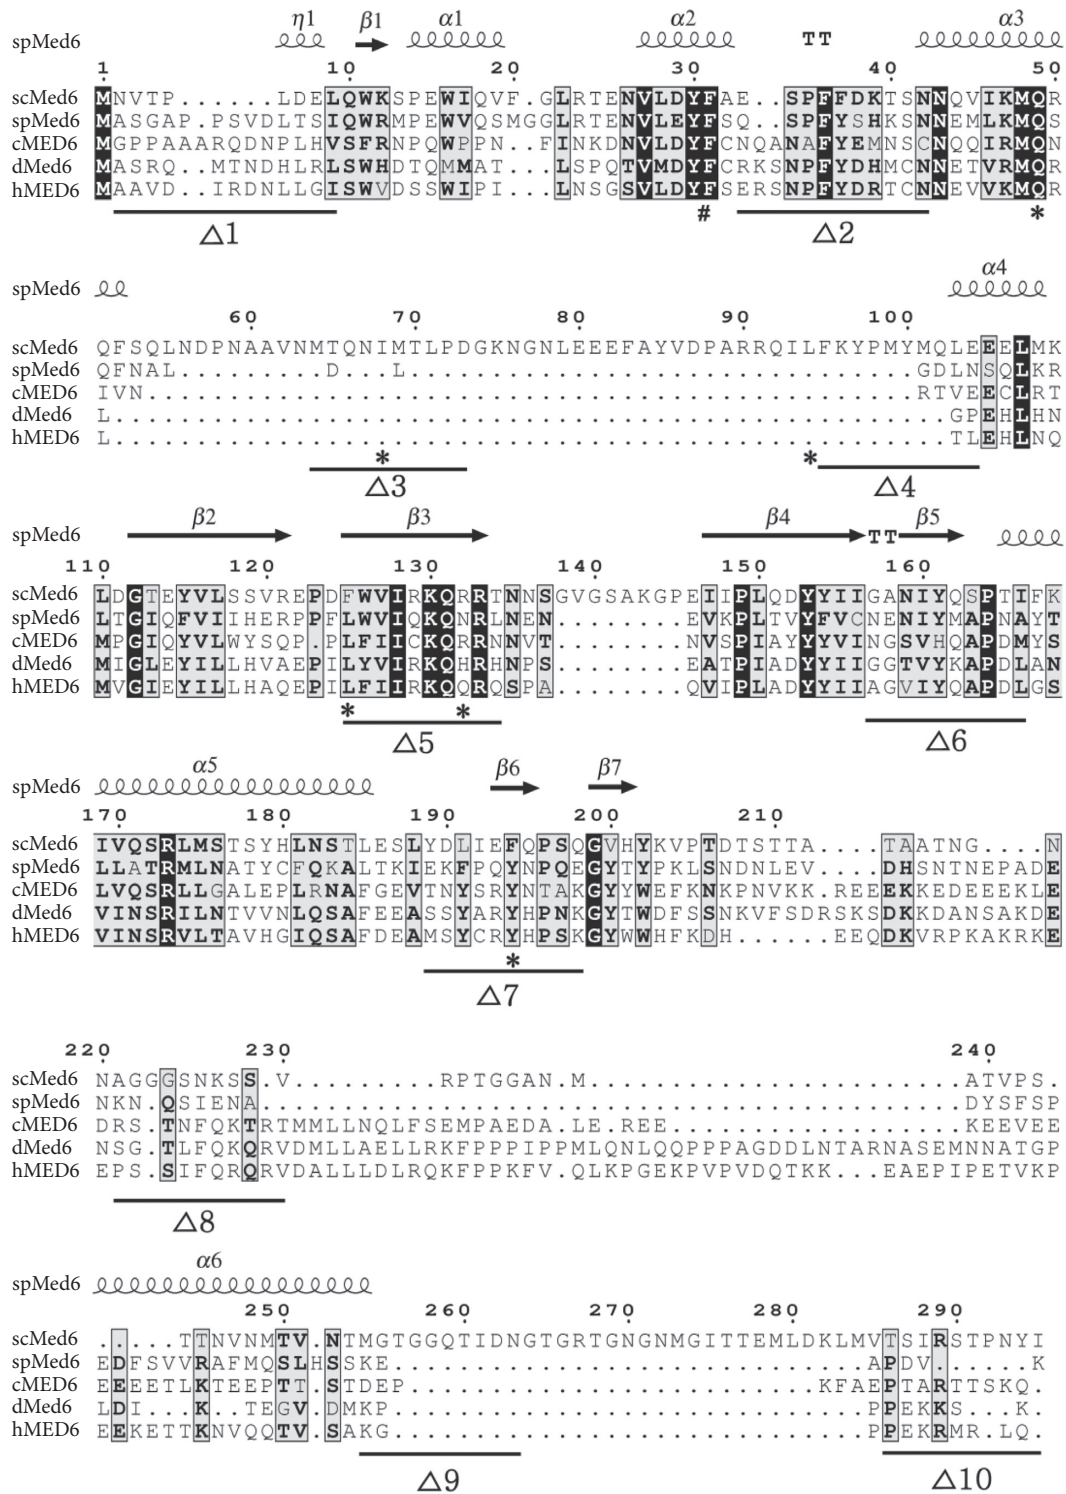 η1 β1 α1 α2 α3
spMed6 TT
1 10 20 30 40 50
scMed6 MNVTP......LDELQWKSPEWIQVF.GLRTENVLDYFAE..SPFFDKTSNNQVIKMQR
spMed6 MASGAP.PSVDLTSIQWRMPEWVQSMGGLRTENVLEYFSQ..SPFYSHKSNNEMLKMQS
cMED6 MGPPAAARQDNPLHVSFRNPQWPPN..FINKDNVLDYFCNQANAFYEMNSCNQQIRMQN
dMed6 MASRQ..MTNDHLRLSWHDTQMMAT...LSPQTVMDYFCRKSNPFYDHMCNNETVRMQR
hMED6 MAAVD..IRDNLLGISWVDSSWIPI...LNSGSVLDYFSERSNPFYDRTCNNEVVKMQR
# *
△1 △2
α4
spMed6
60 70 80 90 100
scMed6 QFSQLNDPNAAVNMTQNIMTLPDGKNGNLEEEFAYVDPARRQILFKYPMYMQLEEELMK
spMed6 QFNAL.........D...L...............................GDLNSQLKR
cMED6 IVN...............................................RTVEECLRT
dMed6 L...................................................GPEHLHN
hMED6 L...................................................TLEHLNQ
* *
△3 △4
β2 β3 β4 β5
spMed6 TT
110 120 130 140 150 160
scMed6 LDGTEYVLSSVREPDFWVIRKQRRTNNSGVGSAKGPEIIPLQDYYIIGANIYQSPTIFK
spMed6 LTGIQFVIIHERPPFLWVIQKQNRLNEN........EVKPLTVYFVCNENIYMAPNAYT
cMED6 MPGIQYVLWYSQP.PLFIICKQRRNNVT........NVSPIAYYYVINGSVHQAPDMYS
dMed6 MIGLEYILLHVAEPILYVIRKQHRHNPS........EATPIADYYIIGGTVYKAPDLAN
hMED6 MVGIEYILLHAQEPILFIIRKQQRQSPA........QVIPLADYYIIAGVIYQAPDLGS
* *
△5 △6
α5 β6 β7
spMed6
170 180 190 200 210
scMed6 IVQSRLMSTSYHLNSTLESLYDLIEFQPSQGVHYKVPTDTSTTA....TAATNG....N
spMed6 LLATRMLNATYCFQKALTKIEKFPQYNPQEGYTYPKLSNDNLEV....DHSNTNEPADE
cMED6 LVQSRLLGALEPLRNAFGEVTNYSRYNTAKGYTYWEFKNKPNVKK.REEEKKEDEEEKLE
dMed6 VINSRILNTVVNLQSAFEEASSYARYHPNKGYTWDFSSNKVFSDRSKSDKKDANSAKDE
hMED6 VINSRVLTAVHGIQSAFDEAMSYCRYHPSKGYWWHFKDH......EEQDKVRPKAKRKE
*
△7
220 230 240
scMed6 NAGGGSNKSS.V.........RPTGGAN.M.......................ATVPS.
spMed6 NKN.QSIENA...........................................DYSFSP
cMED6 DRS.TNFQKTRTMMLLNQLFSEMPAEDA.LE.REE..................KEEVEE
dMed6 NSG.TLFQKQRVDMLLAELLRKFPPPIPPMLQNLQQPPPAGDDLNTARNASEMNNATGP
hMED6 EPS.SIFQRQRVDALLLDLRQKFPPKFV.QLKPGEKPVPVDQTKK...EAEPIPETVKP
△8
α6
spMed6
250 260 270 280 290
scMed6 .....TTNVNMTV.NTMGTGGQTIDNGTGRTGNGNMGITTEMLDKLMVTSIRSTPNYI
spMed6 EDFSVVRAFMQSLHSSKE.............................APDV......K
cMED6 EEEETLKTEEPTT.STDEP.........................KFAEPTARTTSKQ.
dMed6 LDI...K..TEGV.DMKP.............................PPEKKS...K.
hMED6 EEKETTKNVQQTV.SAKG.............................PPEKRMR.LQ.
△9 △10